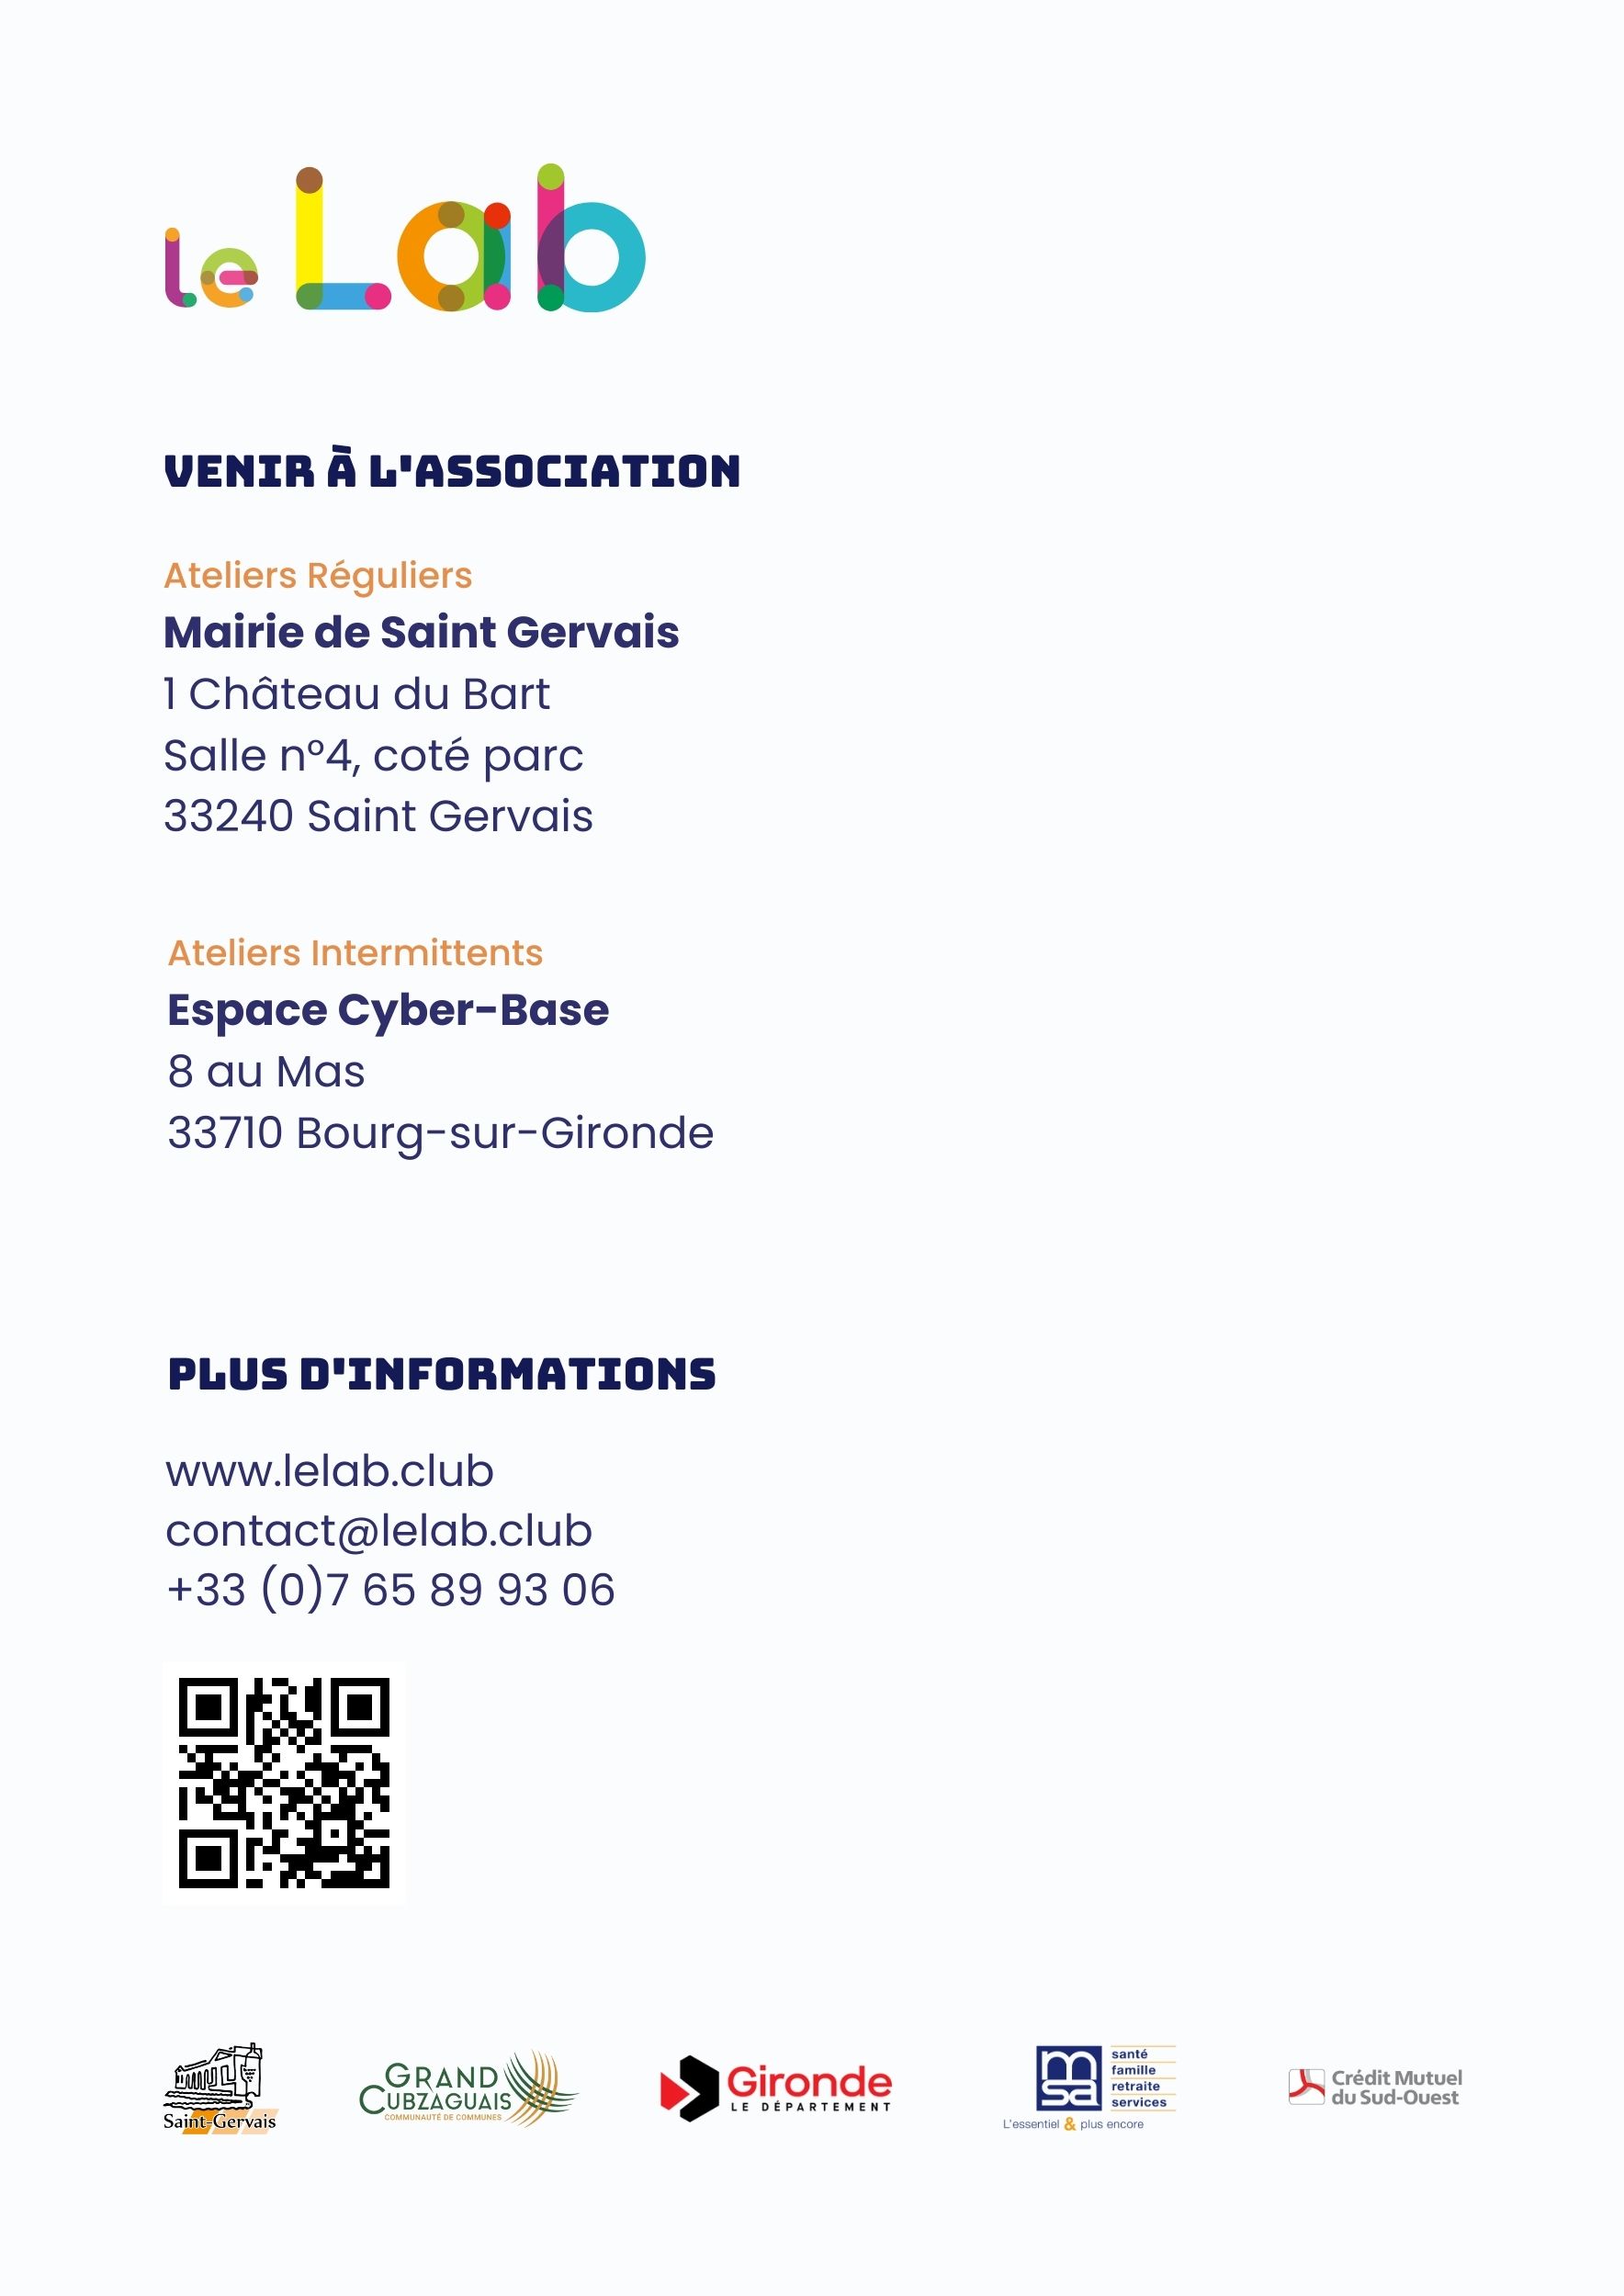 le Lab
VENIR À L'ASSOCIATION
Ateliers Réguliers
Mairie de Saint Gervais
1 Château du Bart
Salle n°4, coté parc
33240 Saint Gervais
Ateliers Intermittents
Espace Cyber-Base
8 au Mas
33710 Bourg-sur-Gironde
PLUS D'INFORMATIONS
www.lelab.club
contact@lelab.club
+33 (0)7 65 89 93 06
Saint-Gervais
GRAND
CUBZAGUAIS
COMMUNAUTÉ DE COMMUNES
Gironde
LE DÉPARTEMENT
msa
santé
famille
retraite
services
L'essentiel & plus encore
Crédit Mutuel
du Sud-Ouest